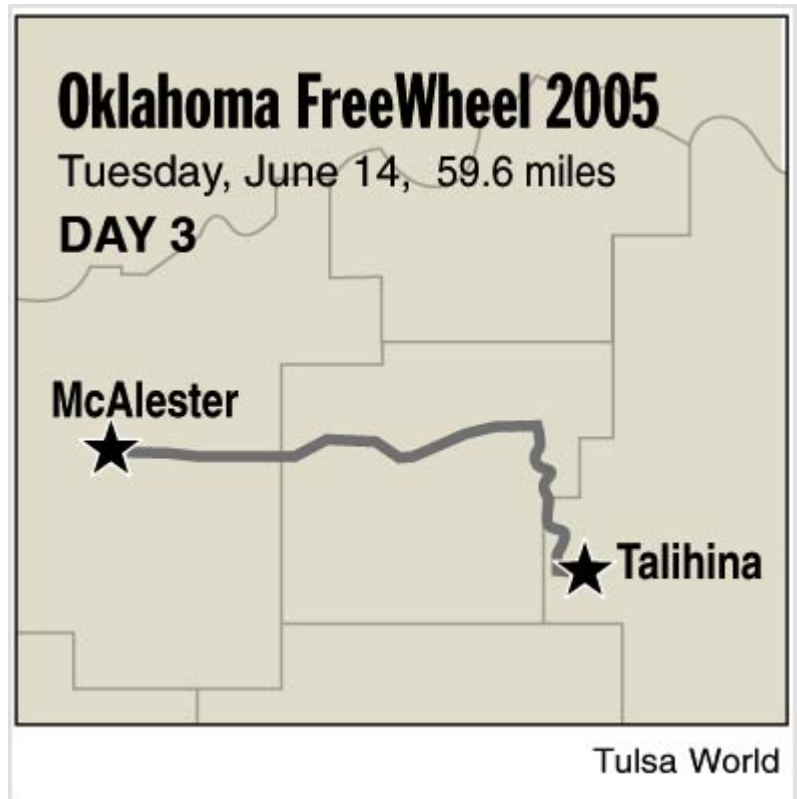 Oklahoma FreeWheel 2005
Tuesday, June 14, 59.6 miles
DAY 3
McAlester
Talihina
Tulsa World